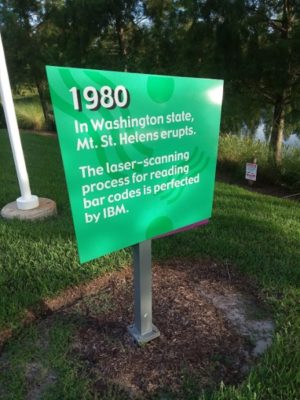 1980
In Washington state,
Mt. St. Helens erupts.
The laser-scanning
process for reading
bar codes is perfected
by IBM.